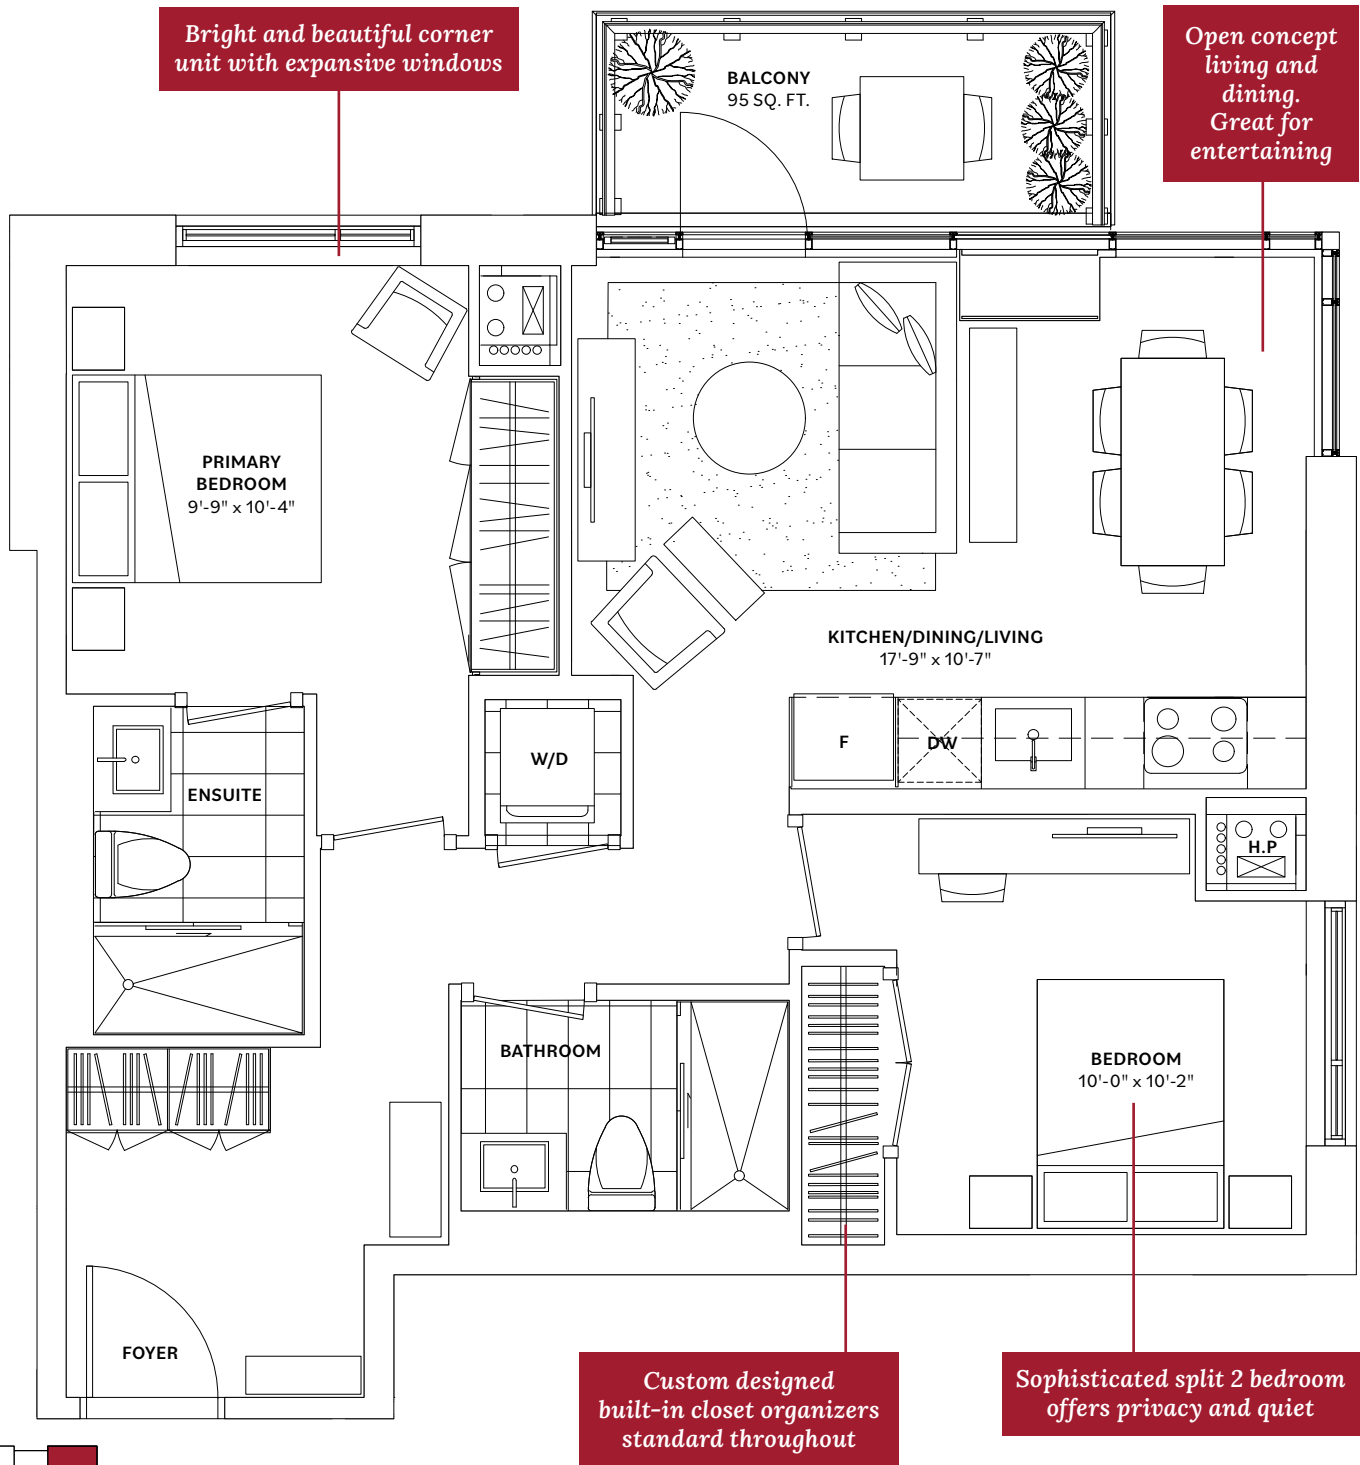 Bright and beautiful corner
unit with expansive windows
BALCONY
95 SQ. FT.
Open concept
living and
dining.
Great for
entertaining
PRIMARY
BEDROOM
9'-9" x 10'-4"
KITCHEN/DINING/LIVING
17'-9" x 10'-7"
F
DW
W/D
ENSUITE
H.P
BATHROOM
BEDROOM
10'-0" x 10'-2"
FOYER
Custom designed
built-in closet organizers
standard throughout
Sophisticated split 2 bedroom
offers privacy and quiet